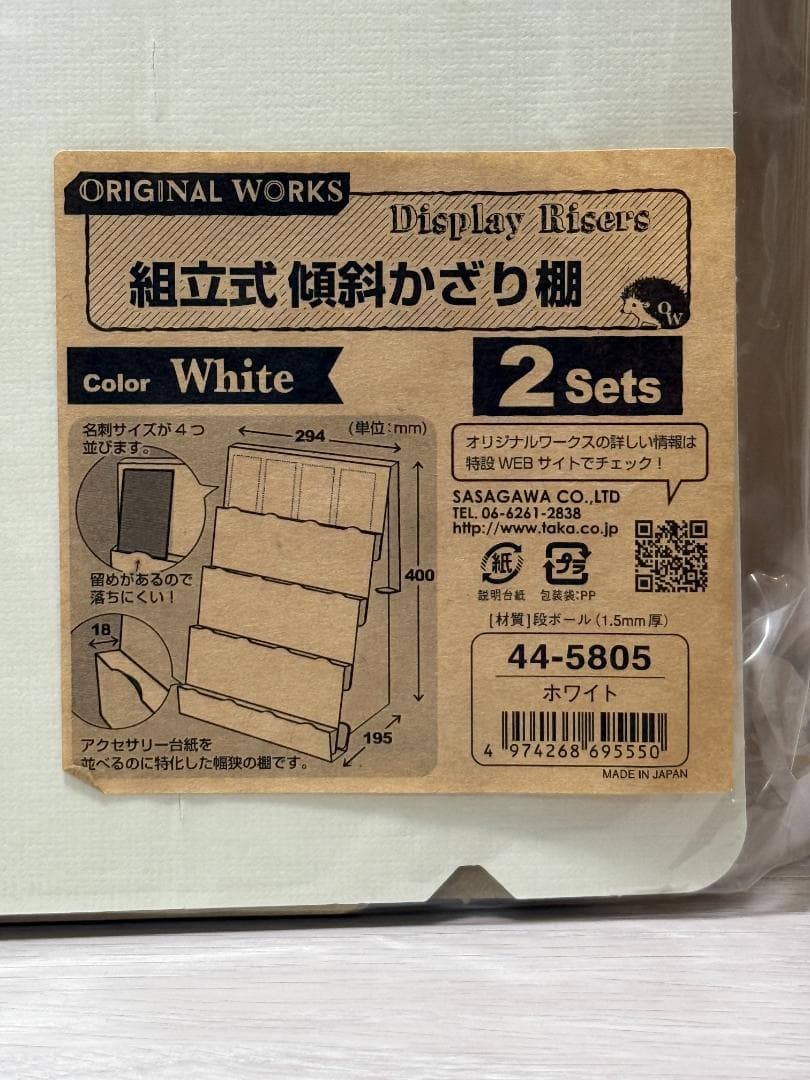 ORIGINAL WORKS
Display Risers
組立式 傾斜かざり棚
OW
Color White
2 Sets
名刺サイズが4つ
並びます。
294
(単位:mm)
400
留めがあるので
落ちにくい!
18
195
アクセサリー台紙を
並べるのに特化した幅狭の棚です。
オリジナルワークスの詳しい情報は
特設 WEB サイトでチェック!
SASAGAWA CO.,LTD
TEL. 06-6261-2838
http://www.taka.co.jp
紙 プラ
説明台紙 包装袋:PP
[材質]段ボール(1.5mm厚)
44-5805
ホワイト
4 974268 695550
MADE IN JAPAN